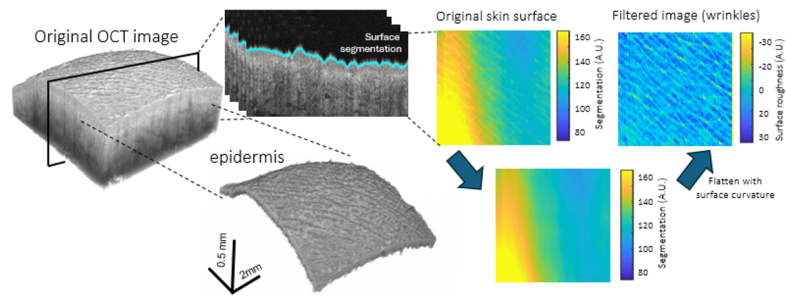 Original OCT image
Surface
segmentation
Original skin surface
160
140
120
100
80
Segmentation (A.U.)
Filtered image (wrinkles)
-30
-20
0
20
30
Surface roughness (A.U.)
epidermis
0.5 mm
2mm
160
140
120
100
80
Segmentation (A.U.)
Flatten with
surface curvature